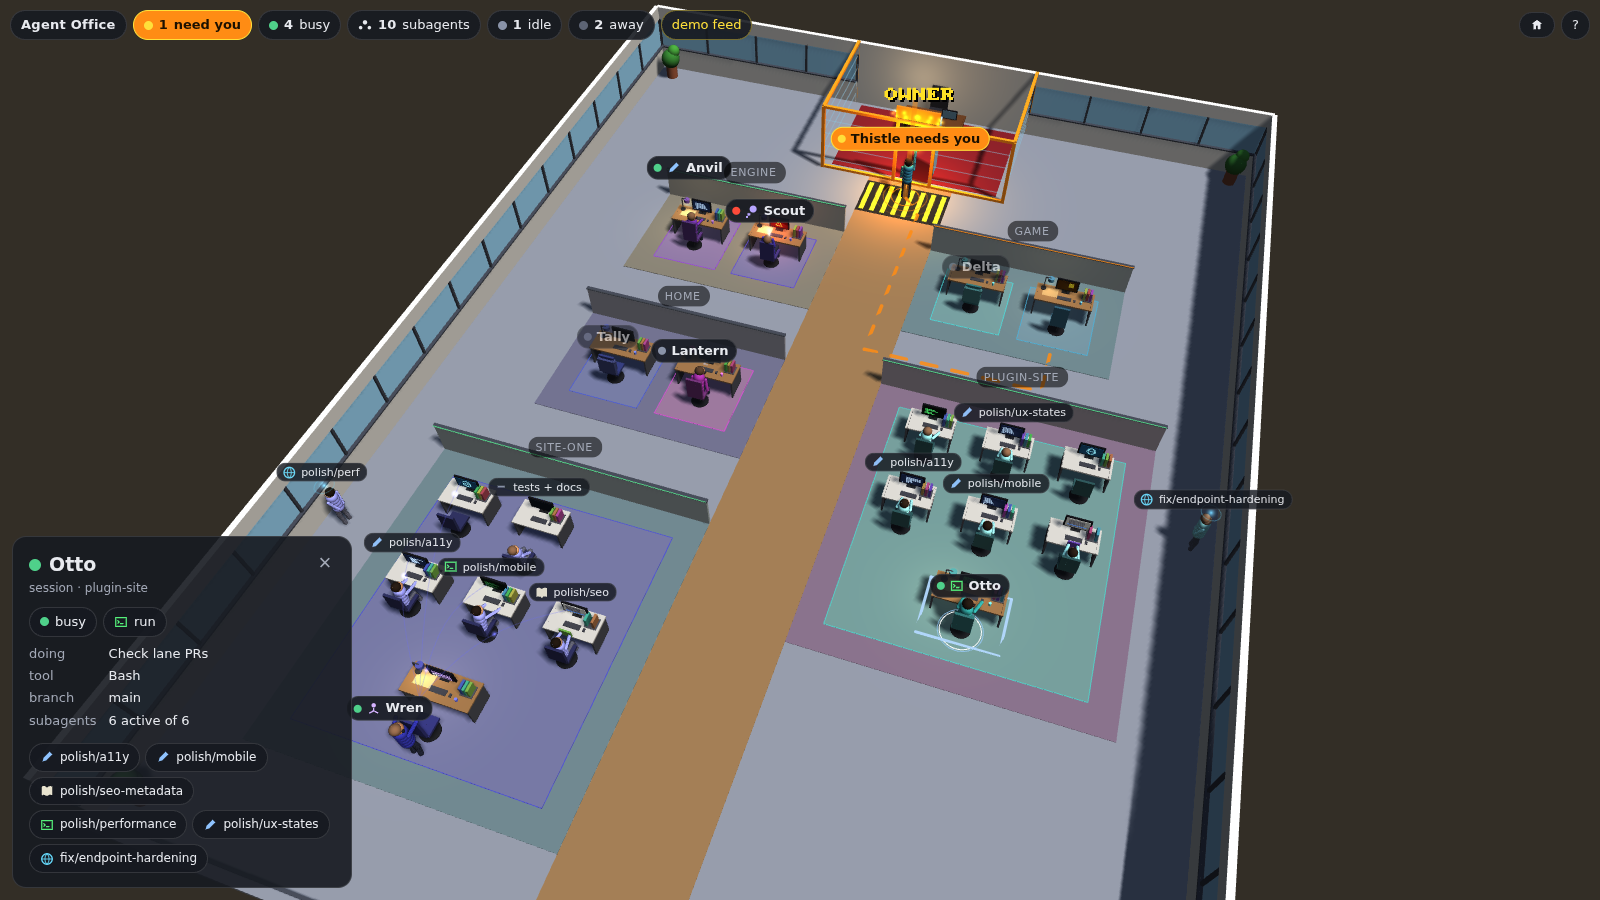 Agent Office
1 need you
4 busy
10 subagents
1 idle
2 away
demo feed
?
OWNER
Thistle needs you
Anvil
ENGINE
Scout
GAME
Delta
HOME
Tally
Lantern
PLUGIN-SITE
polish/ux-states
polish/a11y
polish/mobile
fix/endpoint-hardening
Otto
SITE-ONE
polish/perf
tests + docs
polish/a11y
polish/mobile
polish/seo
Wren
Otto
session · plugin-site
busy
run
doing Check lane PRs
tool Bash
branch main
subagents 6 active of 6
polish/a11y
polish/mobile
polish/seo-metadata
polish/performance
polish/ux-states
fix/endpoint-hardening